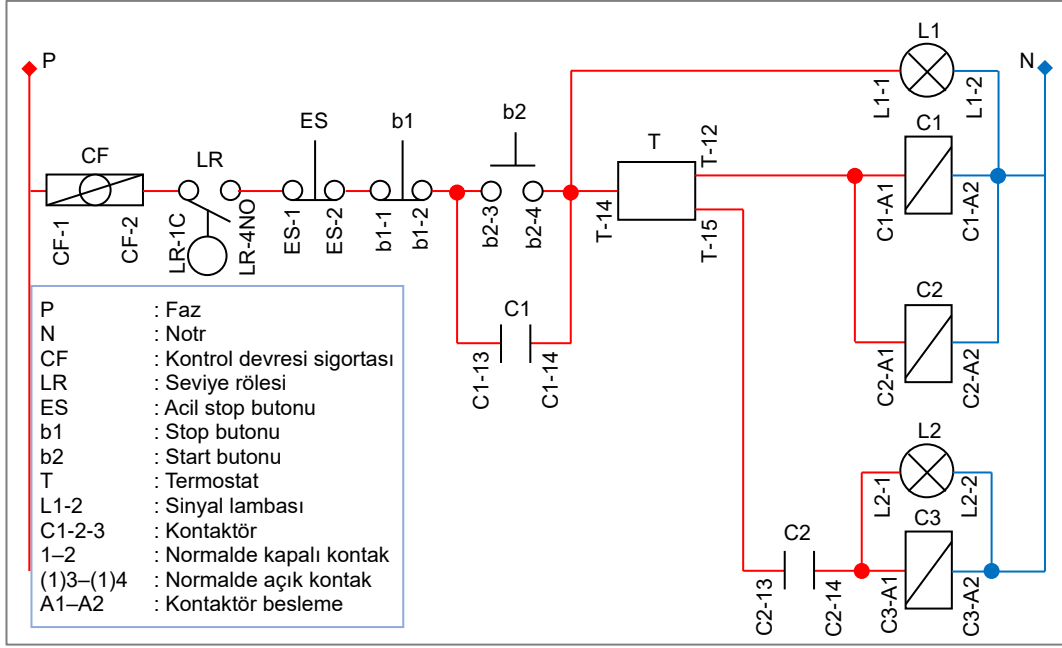 P
N
L1
L1-1
L1-2
C1
C1-A1
C1-A2
CF
CF-1
CF-2
LR
LR-1C
LR-4NO
ES
ES-1
ES-2
b1
b1-1
b1-2
b2
b2-3
b2-4
T
T-14
T-12
T-15
C1
C1-13
C1-14
C2
C2-A1
C2-A2
L2
L2-1
L2-2
C2
C2-13
C2-14
C3
C3-A1
C3-A2
P : Faz
N : Notr
CF : Kontrol devresi sigortası
LR : Seviye rölesi
ES : Acil stop butonu
b1 : Stop butonu
b2 : Start butonu
T : Termostat
L1-2 : Sinyal lambası
C1-2-3 : Kontaktör
1–2 : Normalde kapalı kontak
(1)3–(1)4 : Normalde açık kontak
A1–A2 : Kontaktör besleme